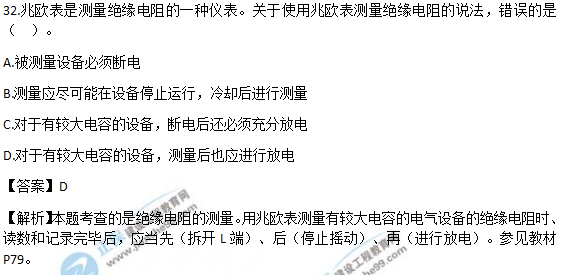 32.兆欧表是测量绝缘电阻的一种仪表。关于使用兆欧表测量绝缘电阻的说法，错误的是
（ ）。
A.被测量设备必须断电
B.测量应尽可能在设备停止运行，冷却后进行测量
C.对于有较大电容的设备，断电后还必须充分放电
D.对于有较大电容的设备，测量后也应进行放电
【答案】D
【解析】本题考查的是绝缘电阻的测量。用兆欧表测量有较大电容的电气设备的绝缘电阻时、
读数和记录完毕后，应当先（拆开 L 端）、后（停止摇动）、再（进行放电）。参见教材
P79。